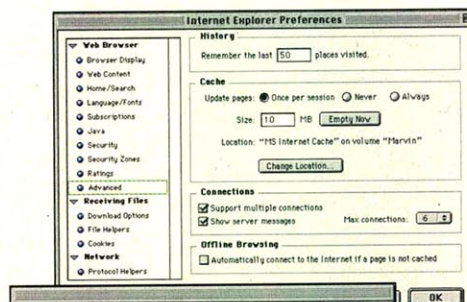 Internet Explorer Preferences
Web Browser
Browser Display
Web Content
Home/Search
Language/Fonts
Subscriptions
Java
Security
Security Zones
Ratings
Advanced
Receiving Files
Download Options
File Helpers
Cookies
Network
Protocol Helpers
History
Remember the last 50 places visited.
Cache
Update pages: Once per session Never Always
Size: 10 MB Empty Now
Location: "MS Internet Cache" on volume "Marvin"
Change Location...
Connections
Support multiple connections
Show server messages Max connections: 6
Offline Browsing
Automatically connect to the Internet if a page is not cached
OK